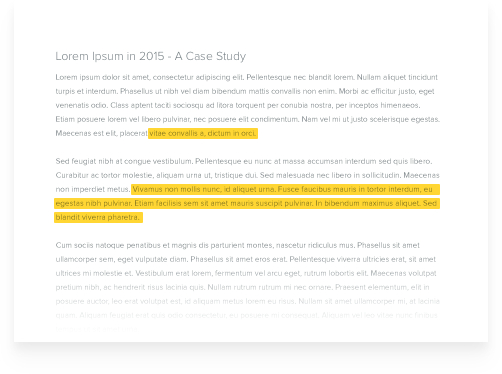 Lorem Ipsum in 2015 - A Case Study
Lorem ipsum dolor sit amet, consectetur adipiscing elit. Pellentesque nec blandit lorem. Nullam aliquet tincidunt
turpis et interdum. Phasellus ut nibh vel diam bibendum mattis convallis non enim. Morbi ac efficitur justo, eget
venenatis odio. Class aptent taciti sociosqu ad litora torquent per conubia nostra, per inceptos himenaeos.
Etiam posuere lorem vel libero pulvinar, nec posuere elit condimentum. Nam vel mi ut justo scelerisque egestas.
Maecenas est elit, placerat vitae convallis a, dictum in orci.
Sed feugiat nibh at congue vestibulum. Pellentesque eu nunc at massa accumsan interdum sed quis libero.
Curabitur ac tortor molestie, aliquam urna ut, tristique dui. Sed malesuada nec libero in sollicitudin. Maecenas
non imperdiet metus. Vivamus non mollis nunc, id aliquet urna. Fusce faucibus mauris in tortor interdum, eu
egestas nibh pulvinar. Etiam facilisis sem sit amet mauris suscipit pulvinar. In bibendum maximus aliquet. Sed
blandit viverra pharetra.
Cum sociis natoque penatibus et magnis dis parturient montes, nascetur ridiculus mus. Phasellus sit amet
ullamcorper sem, eget vulputate diam. Phasellus sit amet eros erat. Pellentesque viverra ultricies erat, sit amet
ultrices mi molestie et. Vestibulum erat lorem, fermentum vel arcu eget, rutrum lobortis elit. Maecenas volutpat
pretium nibh, ac hendrerit risus lacinia quis. Nullam rutrum rutrum mi nec ornare. Praesent elementum, elit in
posuere auctor, leo erat volutpat est, id aliquam metus lorem eu risus. Nullam sit amet ullamcorper mi, at lacinia